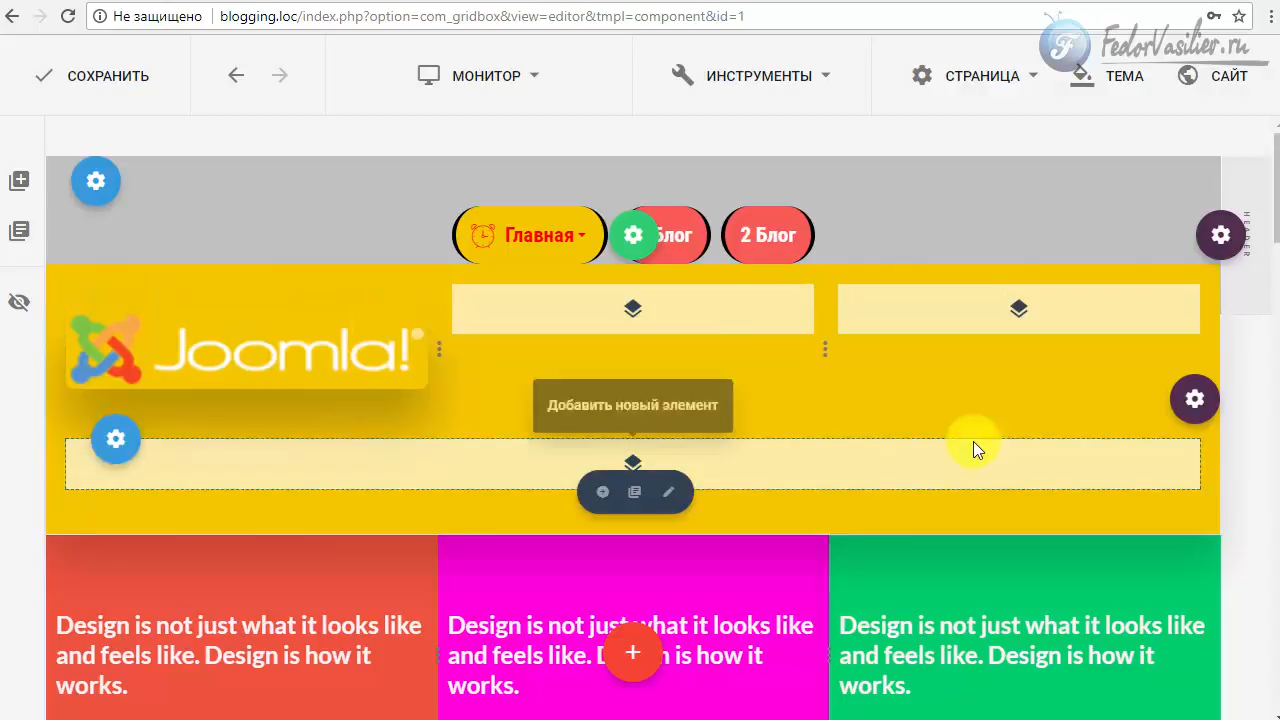 Не защищено blogging.loc/index.php?option=com_gridbox&view=editor&tmpl=component&id=1
FedorVasilier.ru
СОХРАНИТЬ МОНИТОР ИНСТРУМЕНТЫ СТРАНИЦА ТЕМА САЙТ
HEADER
Главная Блог 2 Блог
Joomla!
Добавить новый элемент
Design is not just what it looks like
and feels like. Design is how it
works.
Design is not just what it looks like
and feels like. D is how it
works.
Design is not just what it looks like
and feels like. Design is how it
works.